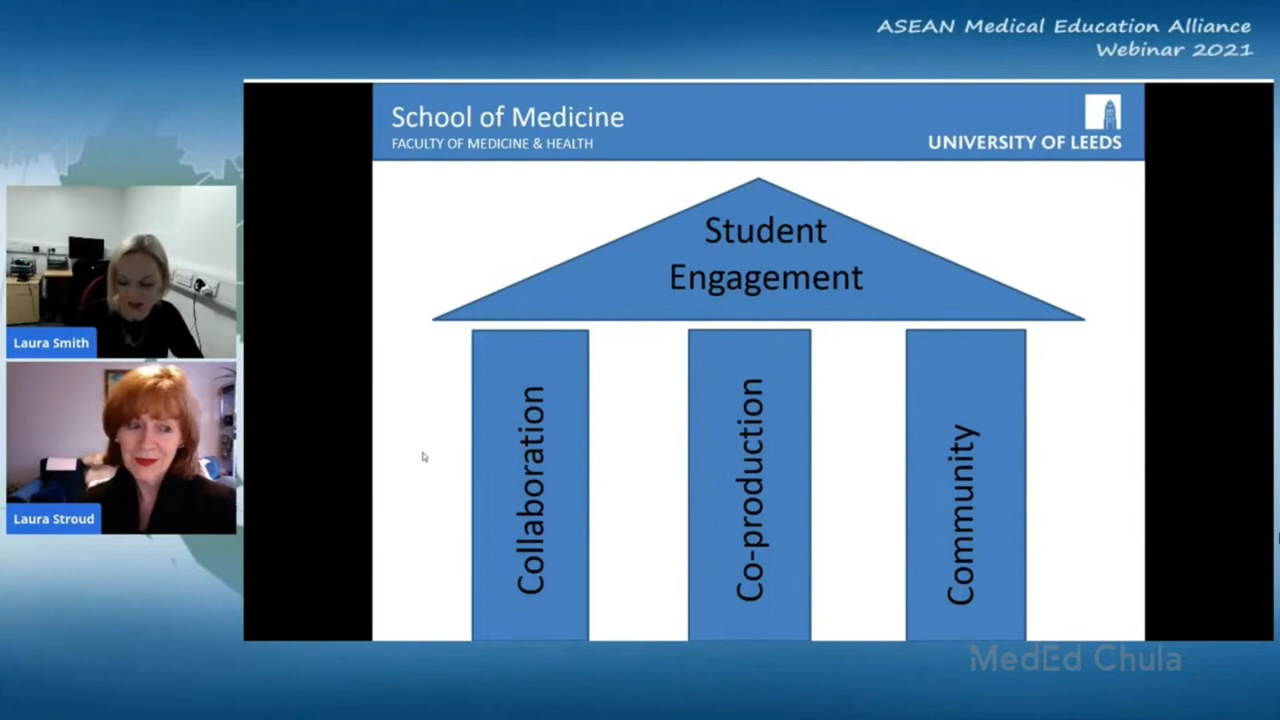 ASEAN Medical Education Alliance
Webinar 2021
School of Medicine
FACULTY OF MEDICINE & HEALTH
UNIVERSITY OF LEEDS
Student
Engagement
Collaboration
Co-production
Community
Laura Smith
Laura Stroud
MedEd Chula